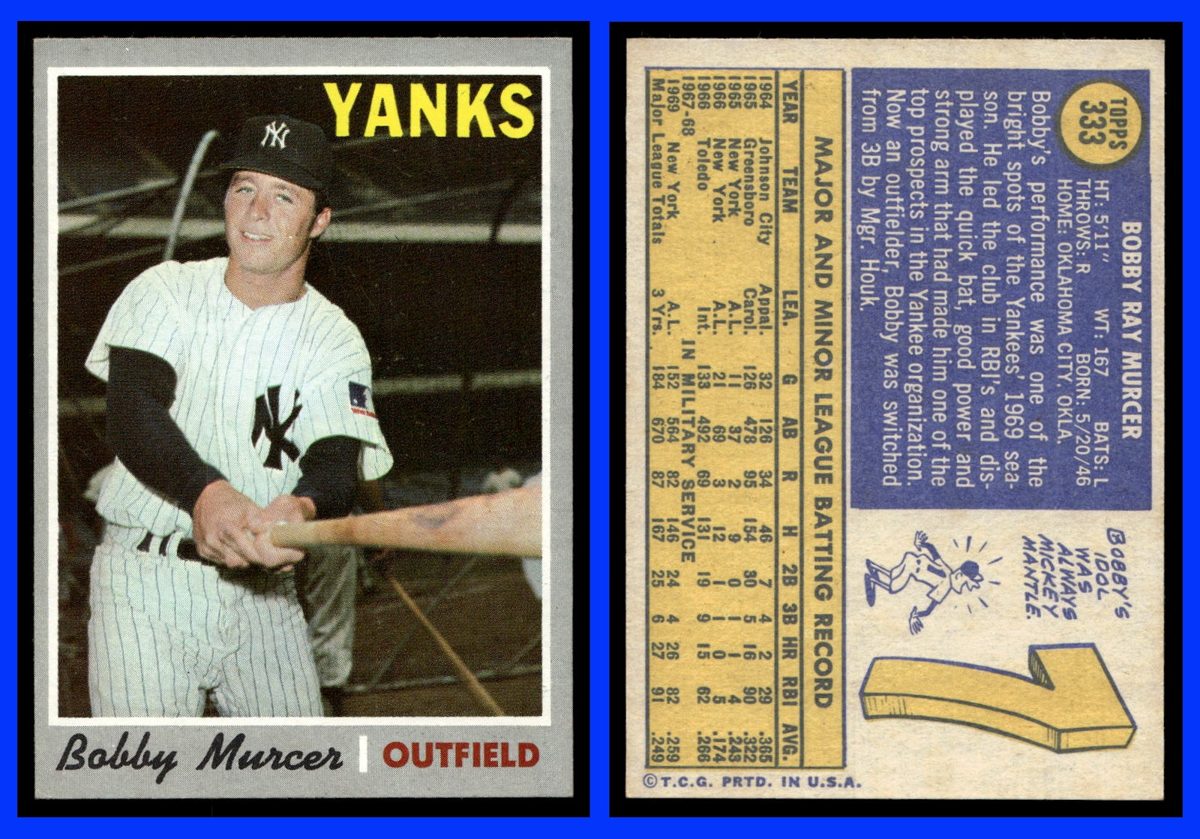 YANKS
NY
NY
Bobby Murcer | OUTFIELD
TOPPS
333
BOBBY RAY MURCER
HT: 5'11" WT: 167 BATS: L
THROWS: R BORN: 5/20/46
HOME: OKLAHOMA CITY, OKLA.
Bobby's performance was one of the
bright spots of the Yankees' 1969 sea-
son. He led the club in RBI's and dis-
played the quick bat, good power and
strong arm that had made him one of the
top prospects in the Yankee organization.
Now an outfielder, Bobby was switched
from 3B by Mgr. Houk.
BOBBY'S
IDOL
WAS
ALWAYS
MICKEY
MANTLE.
7
MAJOR AND MINOR LEAGUE BATTING RECORD
YEAR TEAM LEA. G AB R H 2B 3B HR RBI AVG.
1964 Johnson City Appal. 32 126 34 46 7 4 2 29 .365
1965 Greensboro Carol. 126 478 95 154 30 5 16 90 .322
1965 New York A.L. 11 37 2 9 0 1 1 4 .243
1966 New York A.L. 21 69 3 12 1 1 0 5 .174
1966 Toledo Int. 133 492 69 131 19 9 15 62 .266
1967-68 IN MILITARY SERVICE
1969 New York A.L. 152 564 82 146 24 4 26 82 .259
Major League Totals 3 Yrs. 184 670 87 167 25 6 27 91 .249
© T.C.G. PRTD. IN U.S.A.